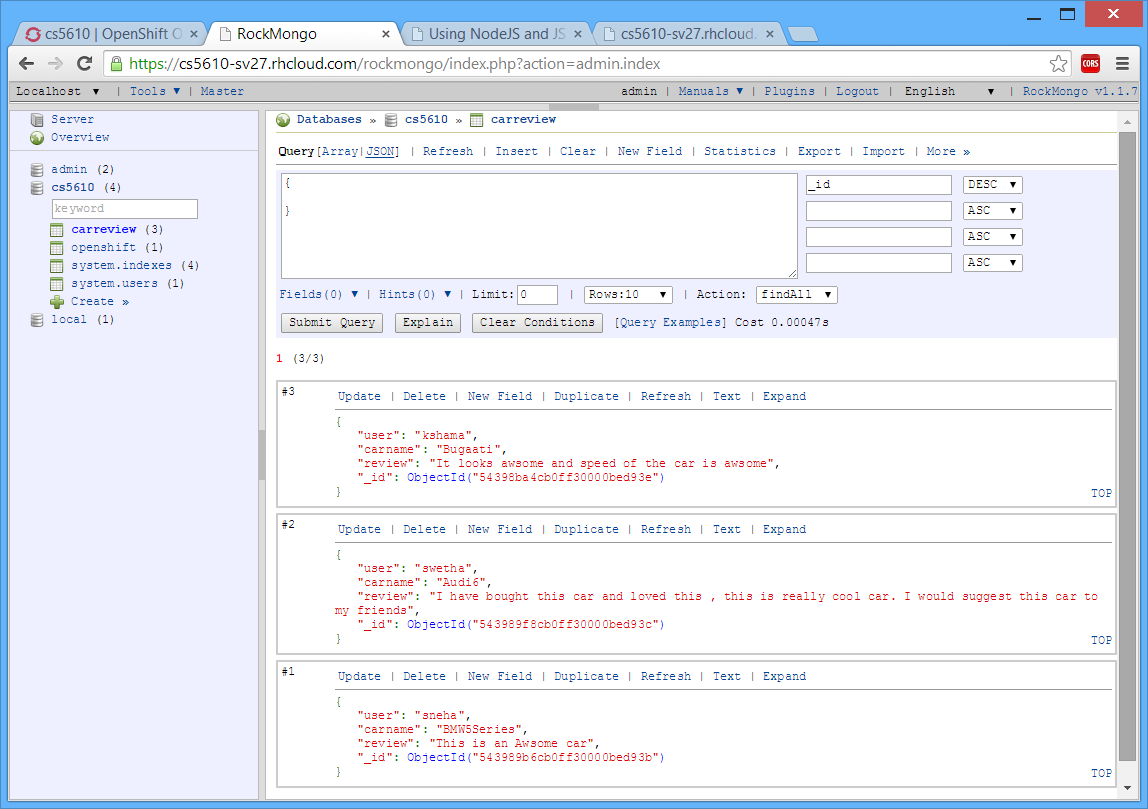 cs5610 | OpenShift O
RockMongo
Using NodeJS and JS
cs5610-sv27.rhcloud.
https://cs5610-sv27.rhcloud.com/rockmongo/index.php?action=admin.index
CORS
Localhost ▼ | Tools ▼ | Master
admin | Manuals ▼ | Plugins | Logout | English ▼ | RockMongo v1.1.7
Server
Overview
admin (2)
cs5610 (4)
keyword
carreview (3)
openshift (1)
system.indexes (4)
system.users (1)
Create »
local (1)
Databases » cs5610 » carreview
Query[Array|JSON] | Refresh | Insert | Clear | New Field | Statistics | Export | Import | More »
{
}
_id DESC ▼
ASC ▼
ASC ▼
ASC ▼
Fields(0) ▼ | Hints(0) ▼ | Limit:0 | Rows:10 ▼ | Action: findAll ▼
Submit Query Explain Clear Conditions [Query Examples] Cost 0.00047s
1 (3/3)
#3 Update | Delete | New Field | Duplicate | Refresh | Text | Expand
{
"user": "kshama",
"carname": "Bugaati",
"review": "It looks awsome and speed of the car is awsome",
"_id": ObjectId("54398ba4cb0ff30000bed93e")
}
TOP
#2 Update | Delete | New Field | Duplicate | Refresh | Text | Expand
{
"user": "swetha",
"carname": "Audi6",
"review": "I have bought this car and loved this , this is really cool car. I would suggest this car to
my friends",
"_id": ObjectId("543989f8cb0ff30000bed93c")
}
TOP
#1 Update | Delete | New Field | Duplicate | Refresh | Text | Expand
{
"user": "sneha",
"carname": "BMW5Series",
"review": "This is an Awsome car",
"_id": ObjectId("543989b6cb0ff30000bed93b")
}
TOP